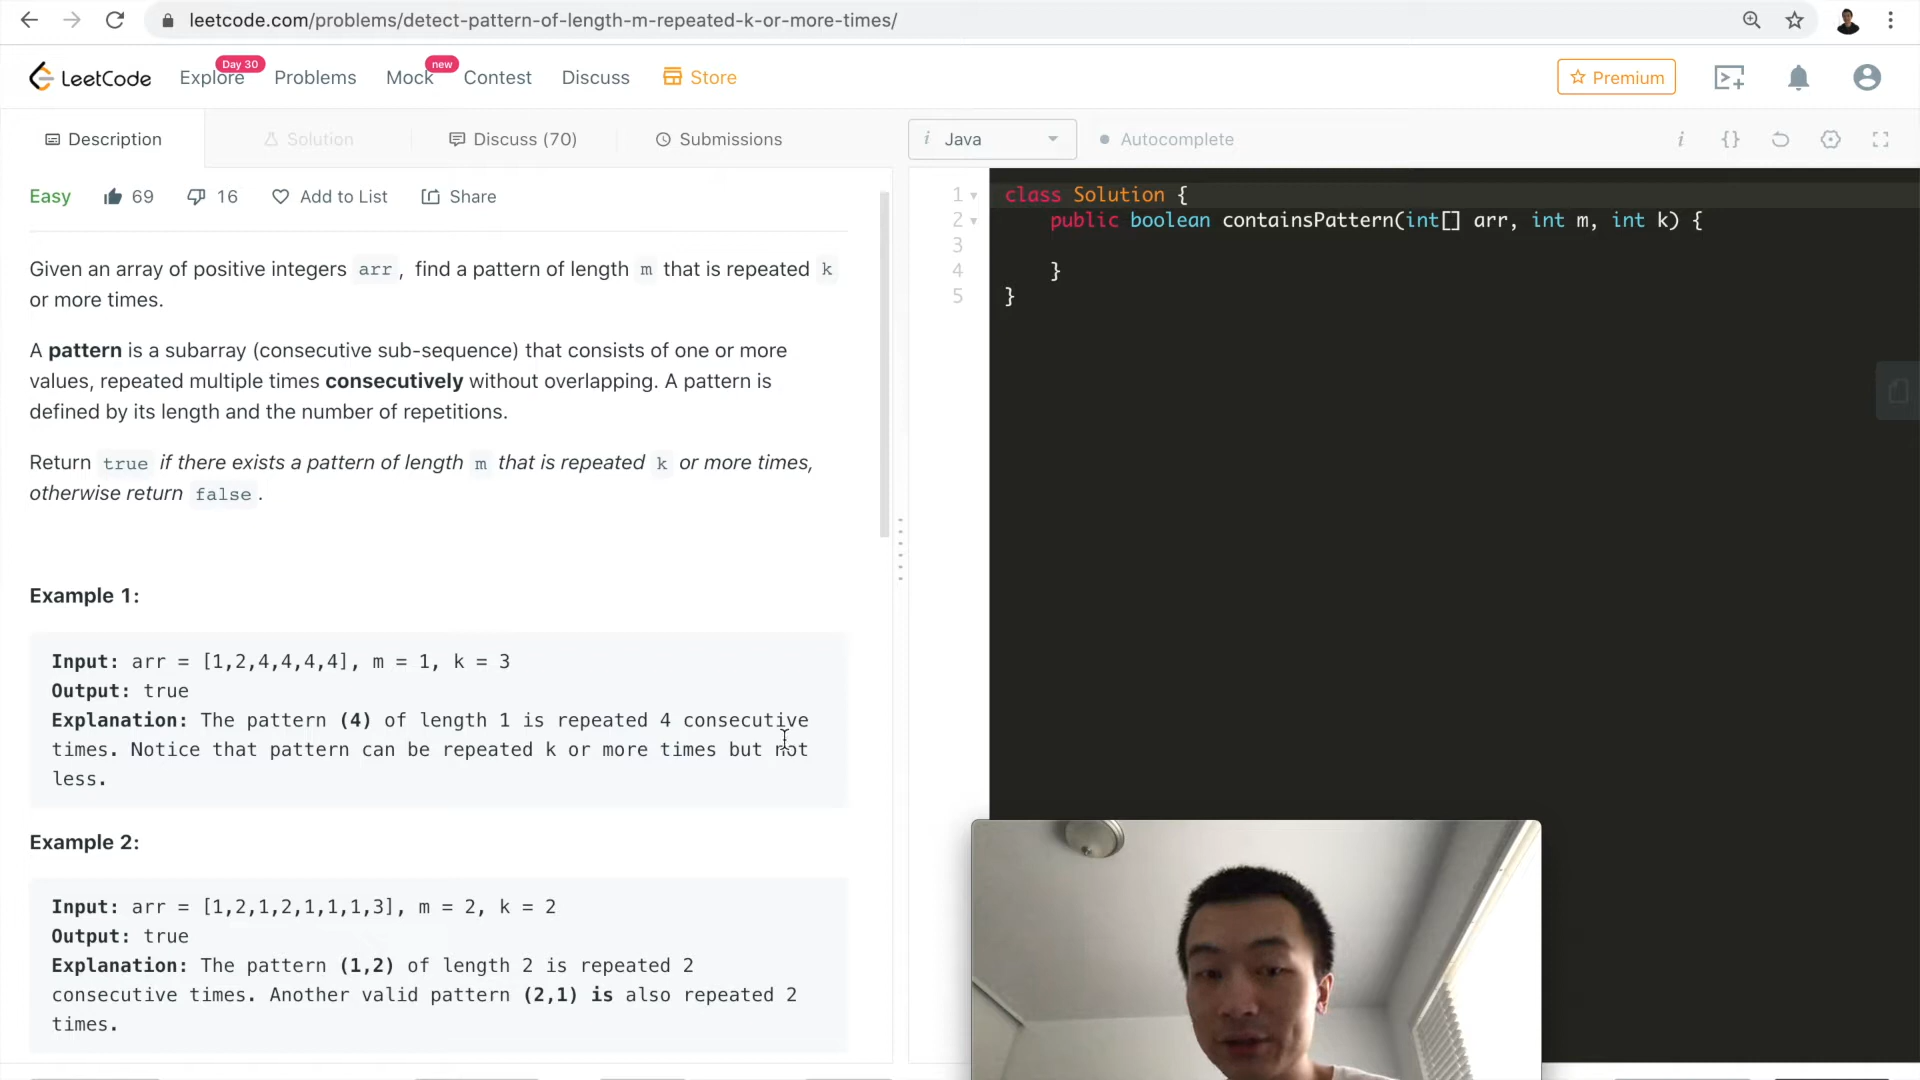 leetcode.com/problems/detect-pattern-of-length-m-repeated-k-or-more-times/
LeetCode Explore Day 30 Problems Mock new Contest Discuss Store Premium
Description Solution Discuss (70) Submissions
i Java Autocomplete i {}
Easy 69 16 Add to List Share
Given an array of positive integers arr, find a pattern of length m that is repeated k
or more times.
A pattern is a subarray (consecutive sub-sequence) that consists of one or more
values, repeated multiple times consecutively without overlapping. A pattern is
defined by its length and the number of repetitions.
Return true if there exists a pattern of length m that is repeated k or more times,
otherwise return false.
Example 1:
Input: arr = [1,2,4,4,4,4], m = 1, k = 3
Output: true
Explanation: The pattern (4) of length 1 is repeated 4 consecutive
times. Notice that pattern can be repeated k or more times but not
less.
Example 2:
Input: arr = [1,2,1,2,1,1,1,3], m = 2, k = 2
Output: true
Explanation: The pattern (1,2) of length 2 is repeated 2
consecutive times. Another valid pattern (2,1) is also repeated 2
times.
1 class Solution {
2 public boolean containsPattern(int[] arr, int m, int k) {
3
4 }
5 }